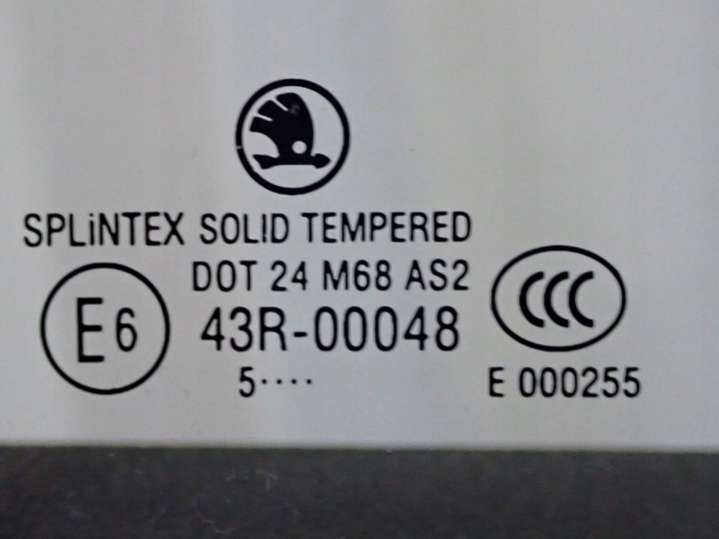 SPLiNTEX SOLID TEMPERED
DOT 24 M68 AS2
E6
43R-00048
CCC
5····
E 000255